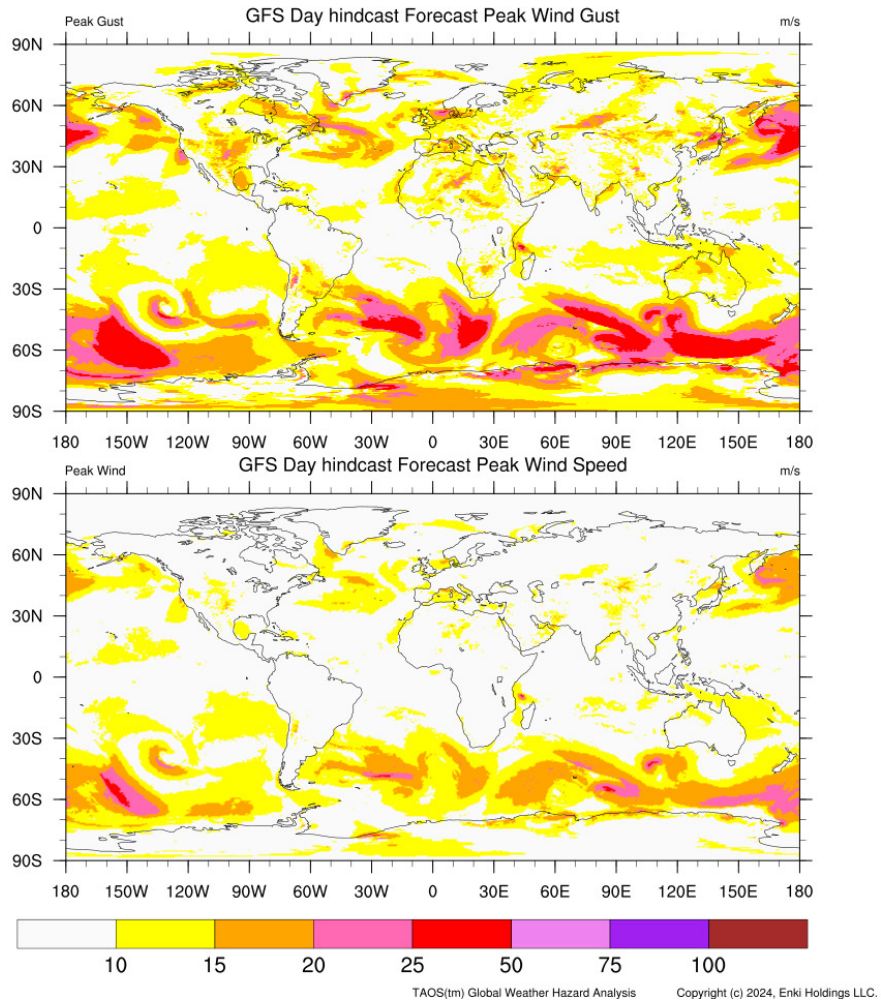 GFS Day hindcast Forecast Peak Wind Gust
Peak Gust m/s
90N
60N
30N
0
30S
60S
90S
180 150W 120W 90W 60W 30W 0 30E 60E 90E 120E 150E 180
GFS Day hindcast Forecast Peak Wind Speed
Peak Wind m/s
90N
60N
30N
0
30S
60S
90S
180 150W 120W 90W 60W 30W 0 30E 60E 90E 120E 150E 180
10 15 20 25 50 75 100
TAOS(tm) Global Weather Hazard Analysis Copyright (c) 2024, Enki Holdings LLC.